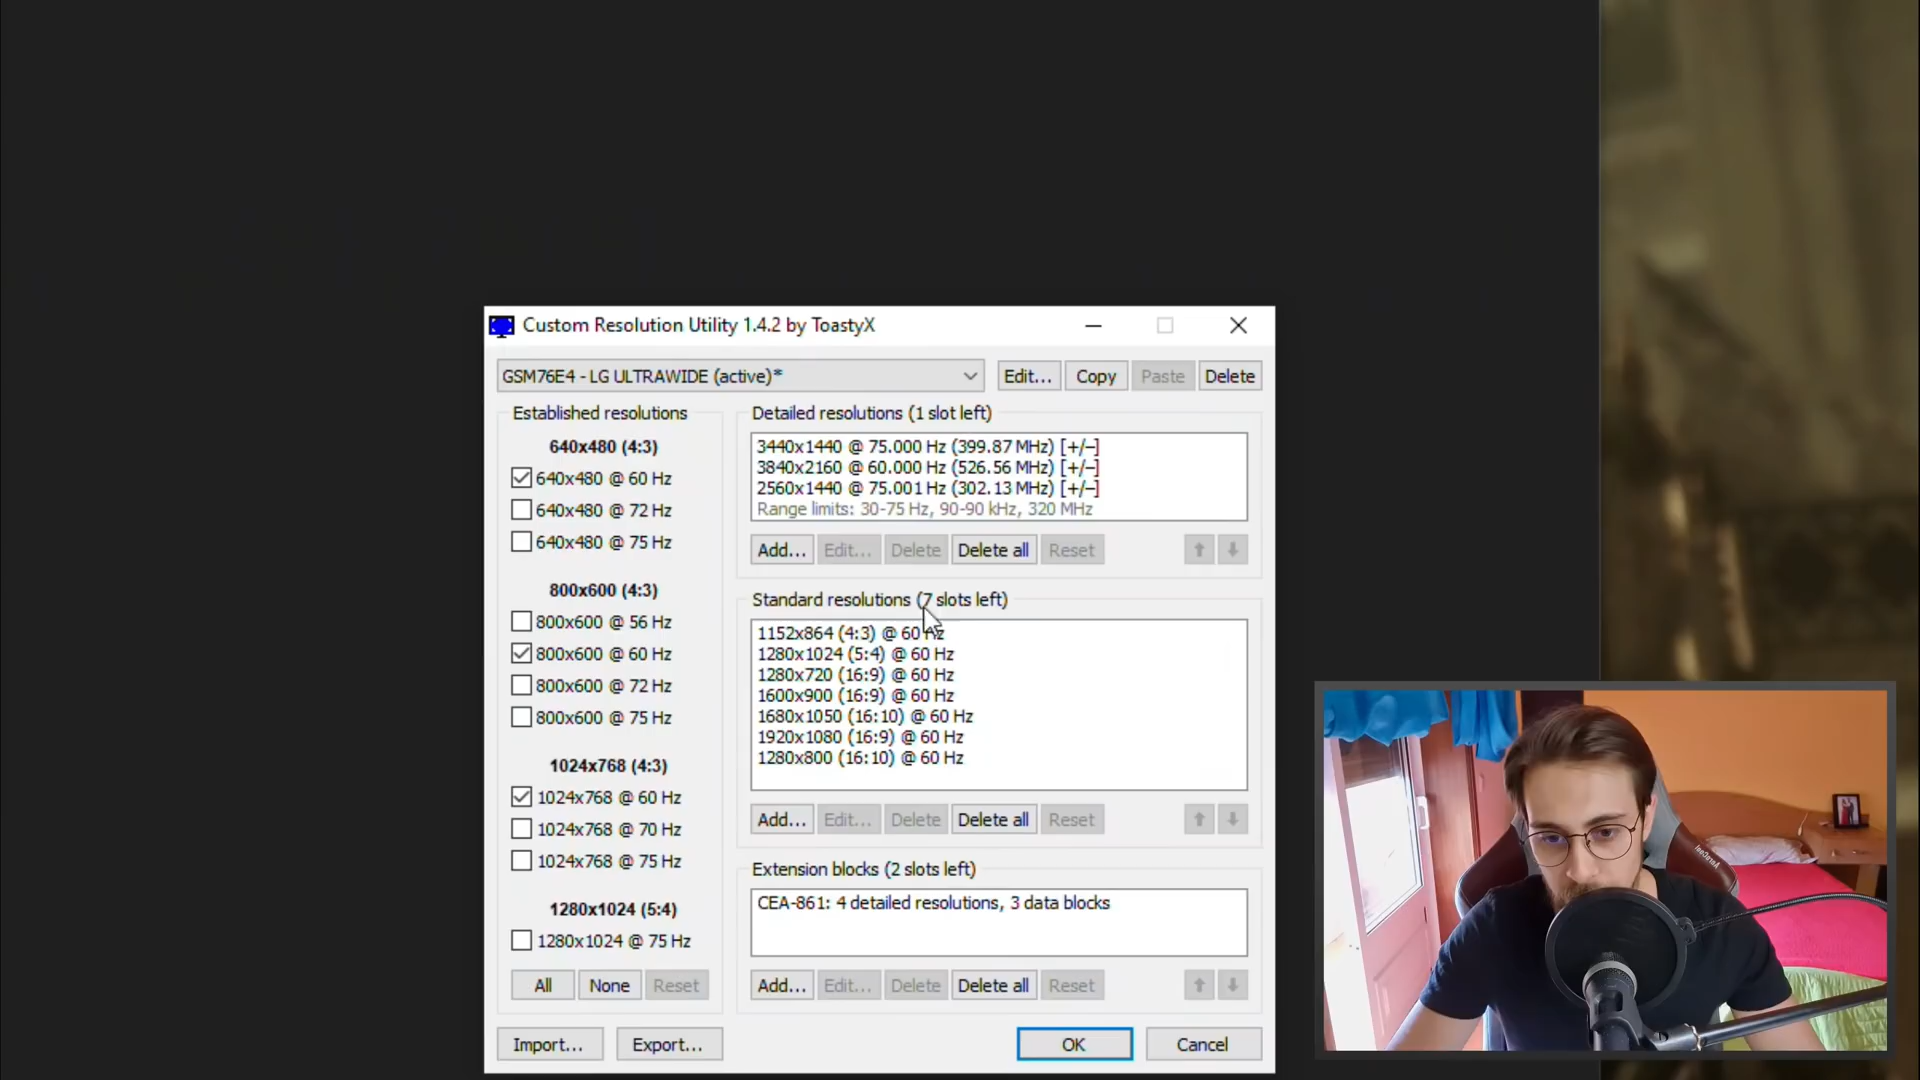 Custom Resolution Utility 1.4.2 by ToastyX
GSM76E4 - LG ULTRAWIDE (active)*
Edit...
Copy
Paste
Delete
Established resolutions
640x480 (4:3)
640x480 @ 60 Hz
640x480 @ 72 Hz
640x480 @ 75 Hz
800x600 (4:3)
800x600 @ 56 Hz
800x600 @ 60 Hz
800x600 @ 72 Hz
800x600 @ 75 Hz
1024x768 (4:3)
1024x768 @ 60 Hz
1024x768 @ 70 Hz
1024x768 @ 75 Hz
1280x1024 (5:4)
1280x1024 @ 75 Hz
All
None
Reset
Detailed resolutions (1 slot left)
3440x1440 @ 75.000 Hz (399.87 MHz) [+/-]
3840x2160 @ 60.000 Hz (526.56 MHz) [+/-]
2560x1440 @ 75.001 Hz (302.13 MHz) [+/-]
Range limits: 30-75 Hz, 90-90 kHz, 320 MHz
Add...
Edit...
Delete
Delete all
Reset
Standard resolutions (7 slots left)
1152x864 (4:3) @ 60 Hz
1280x1024 (5:4) @ 60 Hz
1280x720 (16:9) @ 60 Hz
1600x900 (16:9) @ 60 Hz
1680x1050 (16:10) @ 60 Hz
1920x1080 (16:9) @ 60 Hz
1280x800 (16:10) @ 60 Hz
Add...
Edit...
Delete
Delete all
Reset
Extension blocks (2 slots left)
CEA-861: 4 detailed resolutions, 3 data blocks
Add...
Edit...
Delete
Delete all
Reset
Import...
Export...
OK
Cancel